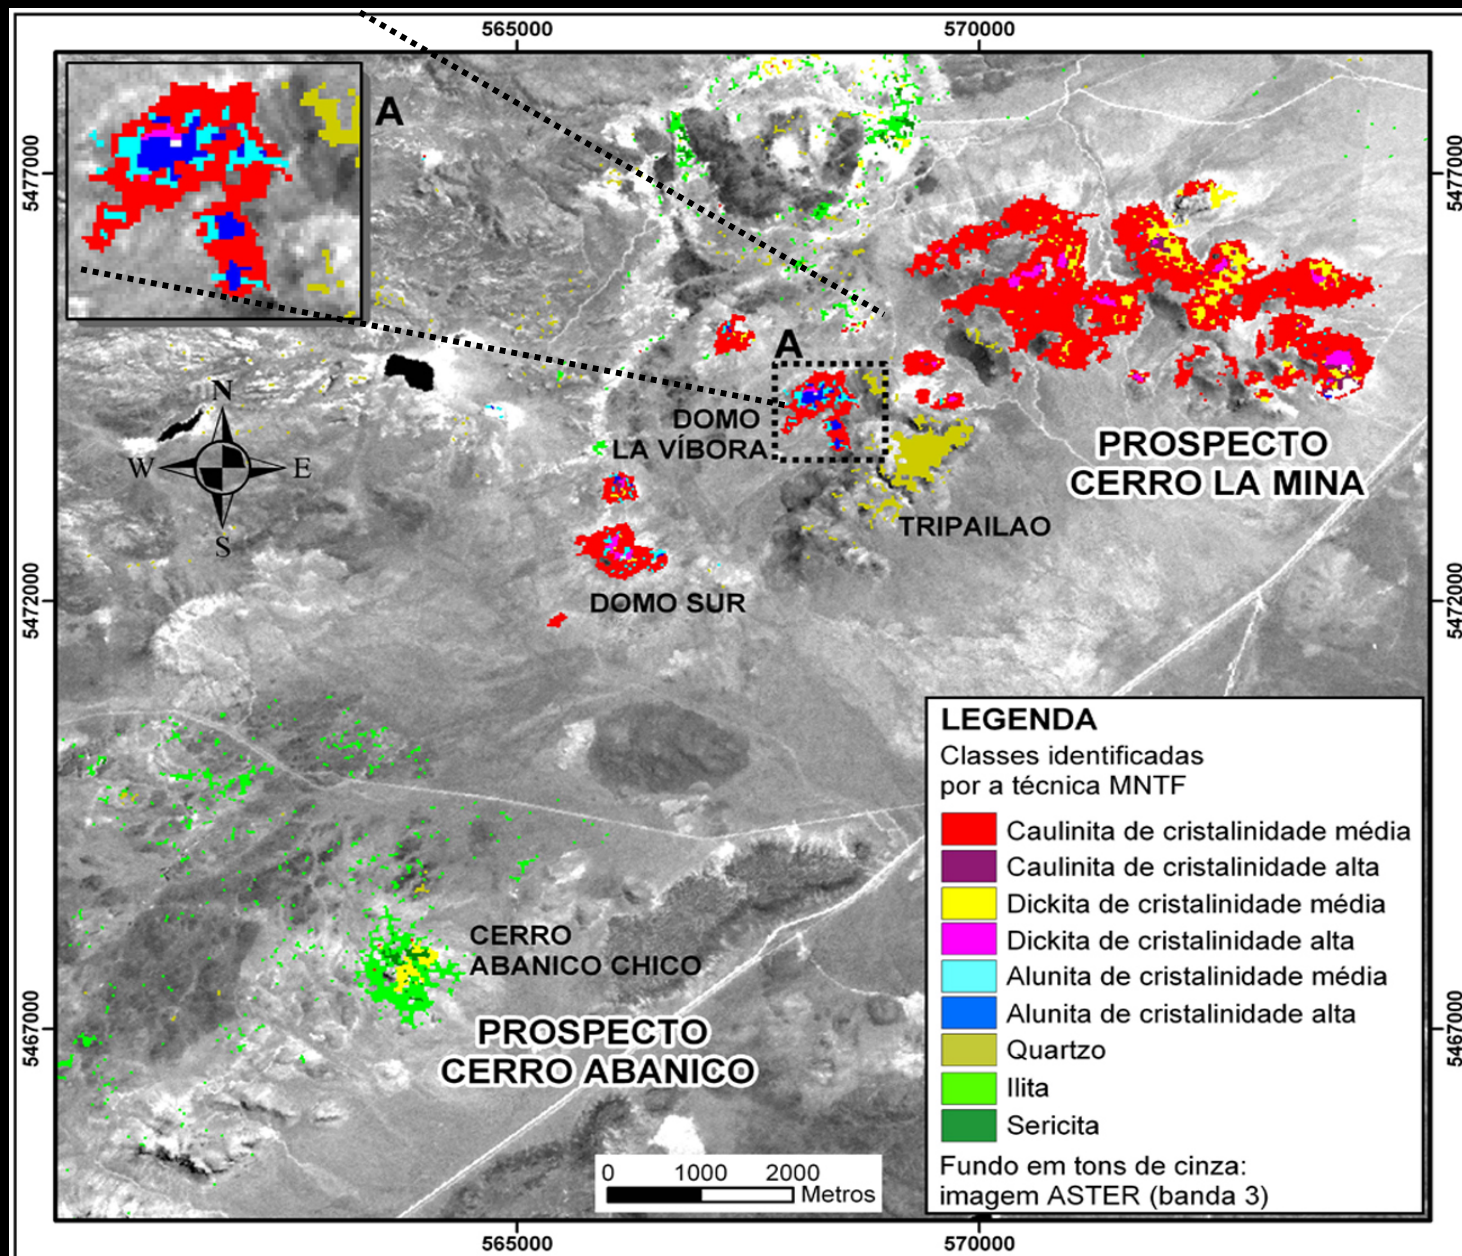 565000
570000
A
5477000
5477000
A
N
W
E
S
DOMO
LA VÍBORA
PROSPECTO
CERRO LA MINA
TRIPAILAO
DOMO SUR
5472000
5472000
LEGENDA
Classes identificadas
por a técnica MNTF
Caulinita de cristalinidade média
Caulinita de cristalinidade alta
Dickita de cristalinidade média
Dickita de cristalinidade alta
Alunita de cristalinidade média
Alunita de cristalinidade alta
Quartzo
Ilita
Sericita
Fundo em tons de cinza:
imagem ASTER (banda 3)
CERRO
ABANICO CHICO
PROSPECTO
CERRO ABANICO
5467000
5467000
0 1000 2000
Metros
565000
570000